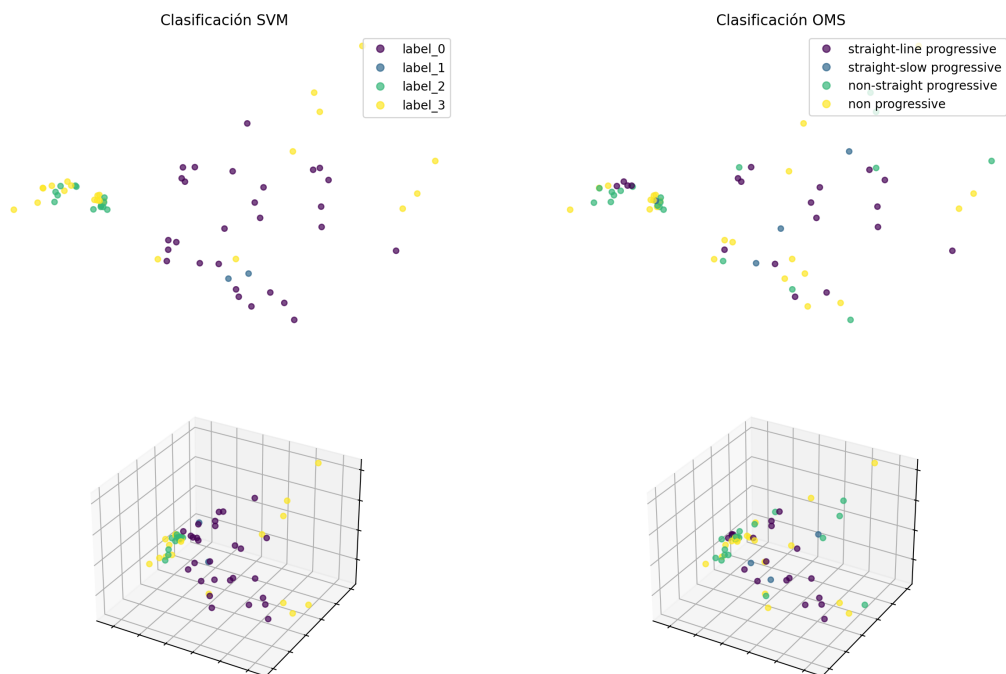 Clasificación SVM
label_0
label_1
label_2
label_3
Clasificación OMS
straight-line progressive
straight-slow progressive
non-straight progressive
non progressive